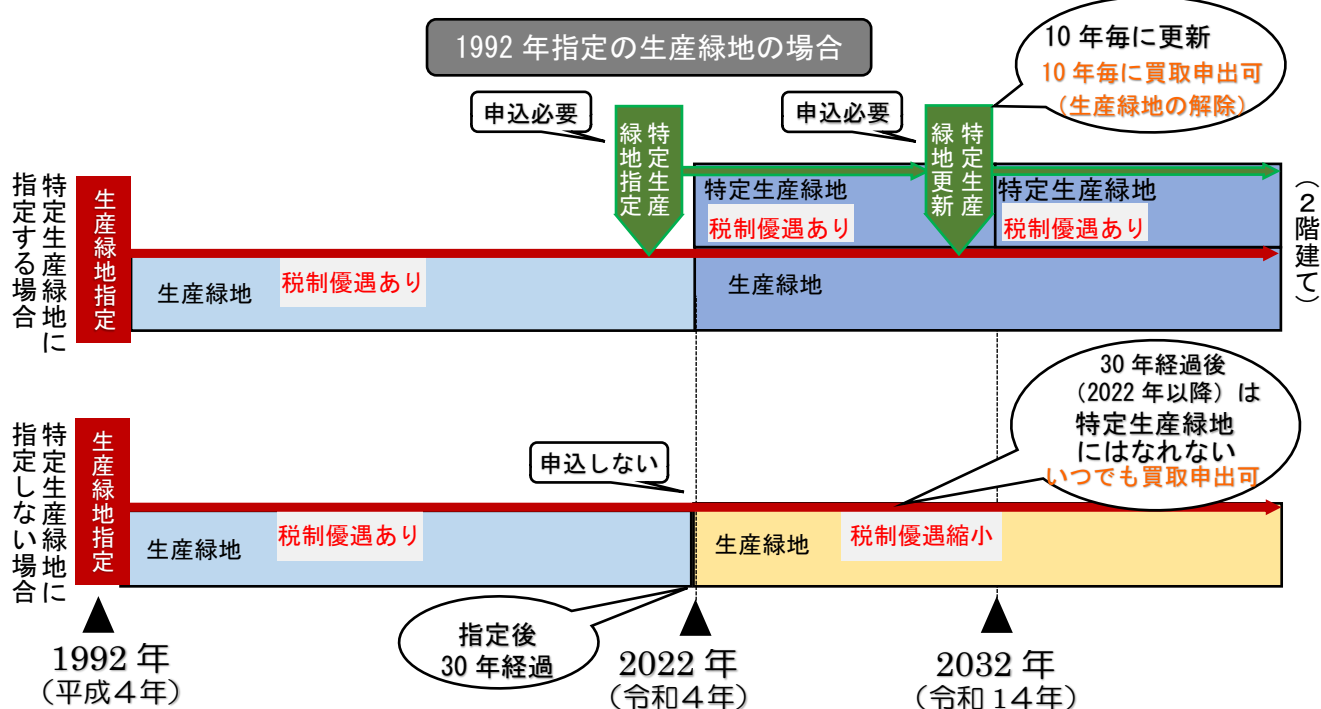 1992 年指定の生産緑地の場合
10 年毎に更新
10 年毎に買取申出可
（生産緑地の解除）
申込必要
申込必要
特定生産
緑地指定
特定生産
緑地更新
特定生産緑地に
指定する場合
生産緑地指定
特定生産緑地
税制優遇あり
特定生産緑地
税制優遇あり
（２階建て）
生産緑地
税制優遇あり
生産緑地
30 年経過後
（2022 年以降）は
特定生産緑地
にはなれない
いつでも買取申出可
特定生産緑地に
指定しない場合
生産緑地指定
申込しない
生産緑地
税制優遇あり
生産緑地
税制優遇縮小
指定後
30 年経過
1992 年
（平成４年）
2022 年
（令和４年）
2032 年
（令和 14年）